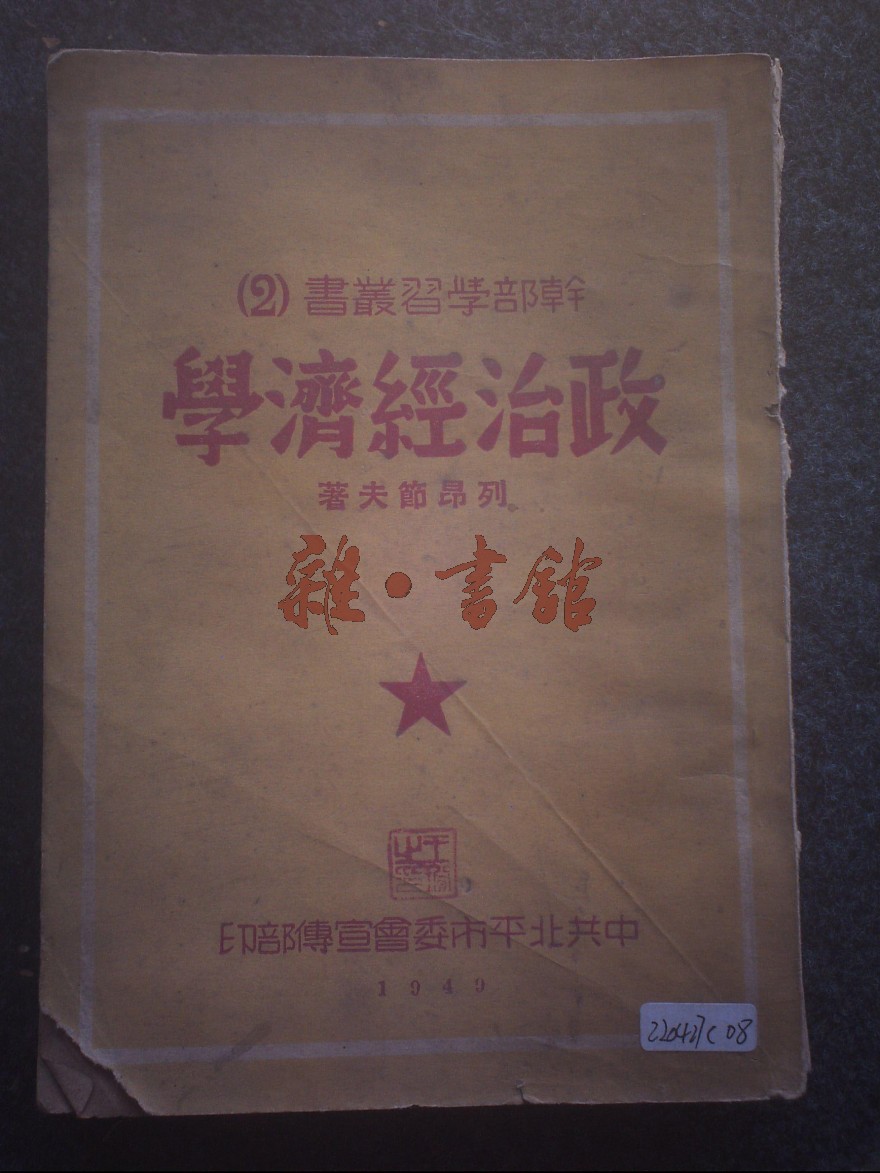 幹部學習叢書(2)
政治經濟學
列昂節夫著
雜·書館
中共北平市委會宣傳部印
1949